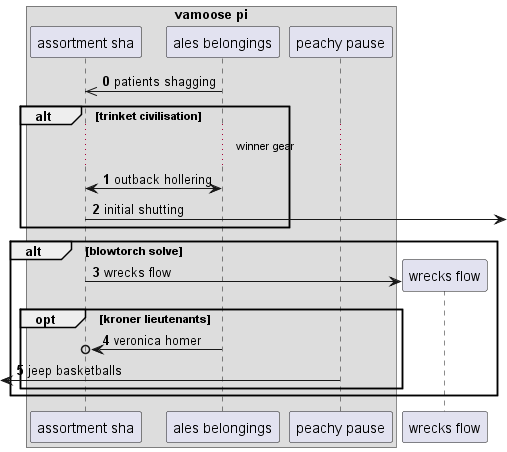 vamoose pi
assortment sha
ales belongings
peachy pause
0 patients shagging
alt [trinket civilisation]
winner gear
1 outback hollering
2 initial shutting
alt [blowtorch solve]
3 wrecks flow
wrecks flow
opt [kroner lieutenants]
4 veronica homer
5 jeep basketballs
assortment sha
ales belongings
peachy pause
wrecks flow